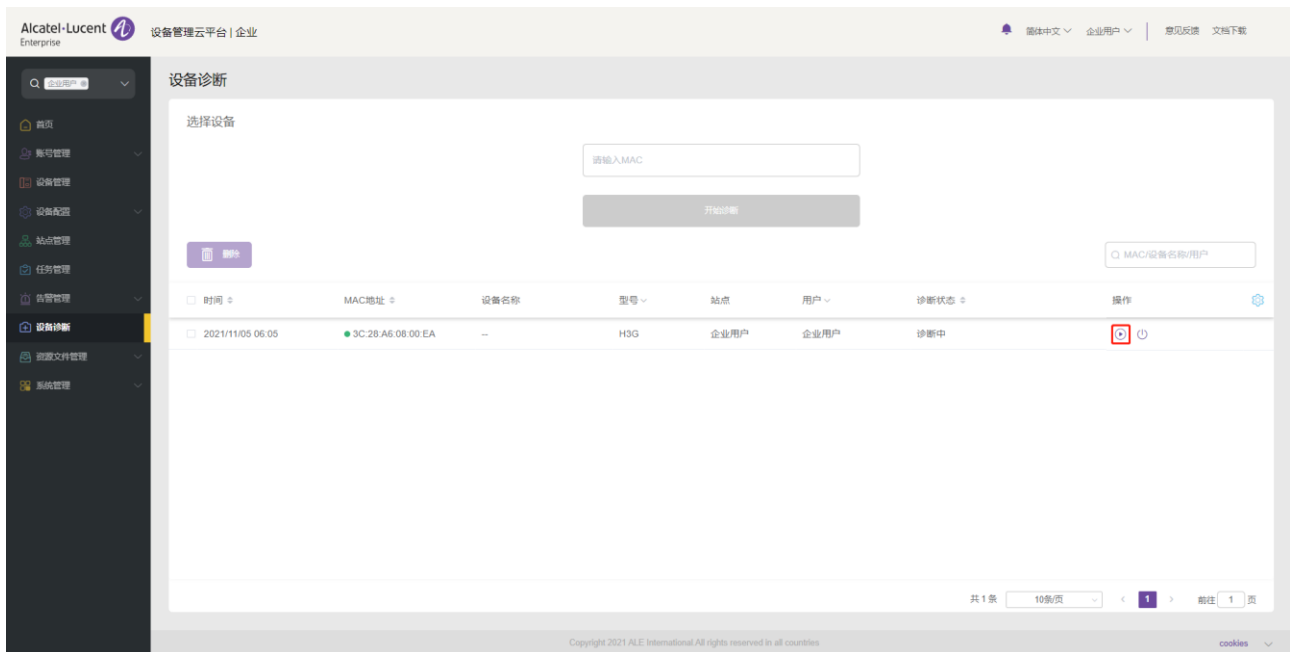 Alcatel·Lucent
Enterprise
设备管理云平台 | 企业
简体中文
企业用户
意见反馈
文档下载
企业用户
首页
账号管理
设备管理
设备配置
站点管理
任务管理
告警管理
设备诊断
资源文件管理
系统管理
设备诊断
选择设备
请输入MAC
开始诊断
删除
MAC/设备名称/用户
时间 MAC地址 设备名称 型号 站点 用户 诊断状态 操作
2021/11/05 06:05 3C:28:A6:08:00:EA -- H3G 企业用户 企业用户 诊断中
共 1 条 10条/页 < 1 > 前往 1 页
Copyright 2021 ALE International.All rights reserved in all countries
cookies